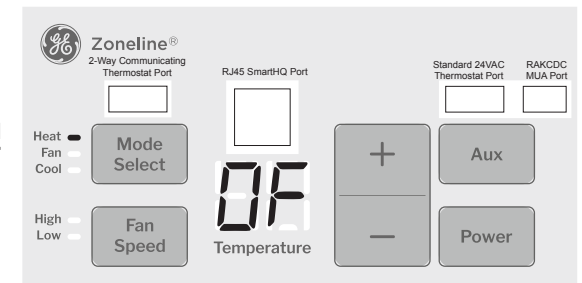 GE
Zoneline®
2-Way Communicating
Thermostat Port
RJ45 SmartHQ Port
Standard 24VAC
Thermostat Port
RAKCDC
MUA Port
Heat
Fan
Cool
Mode
Select
+
Aux
High
Low
Fan
Speed
0F
Temperature
−
Power